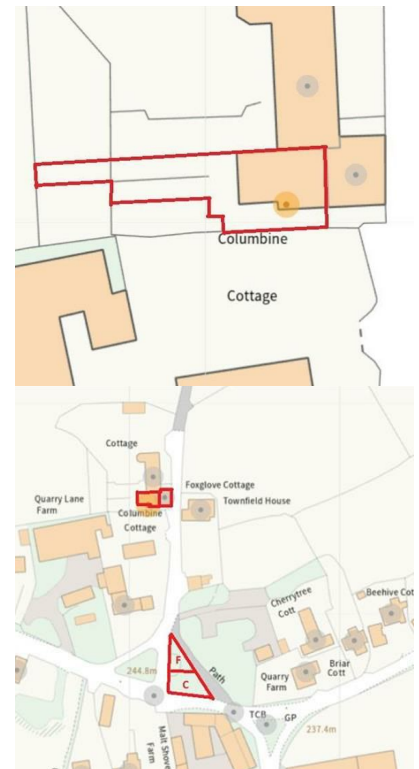 Columbine
Cottage
Cottage
Foxglove Cottage
Townfield House
Quarry Lane
Farm
Columbine
Cottage
Cherrytree
Cott
Beehive Cot
Briar
Cott
Quarry
Farm
Path
244.8m
F
C
TCB
GP
237.4m
Malt Shovel
Farm